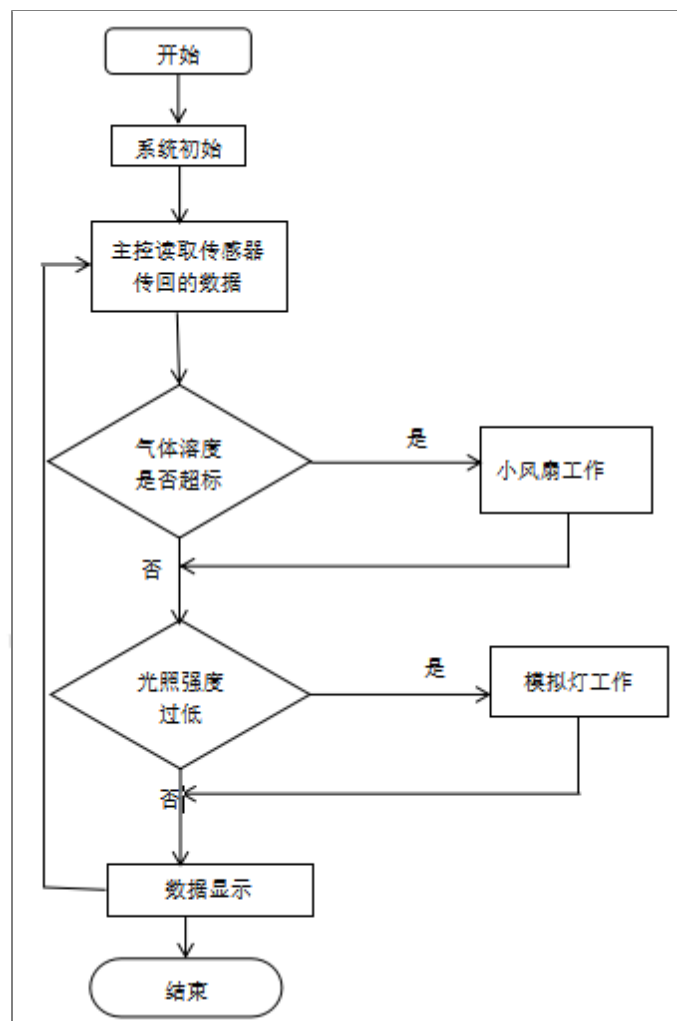 开始
系统初始
主控读取传感器
传回的数据
气体溶度
是否超标
是
小风扇工作
否
光照强度
过低
是
模拟灯工作
否
数据显示
结束